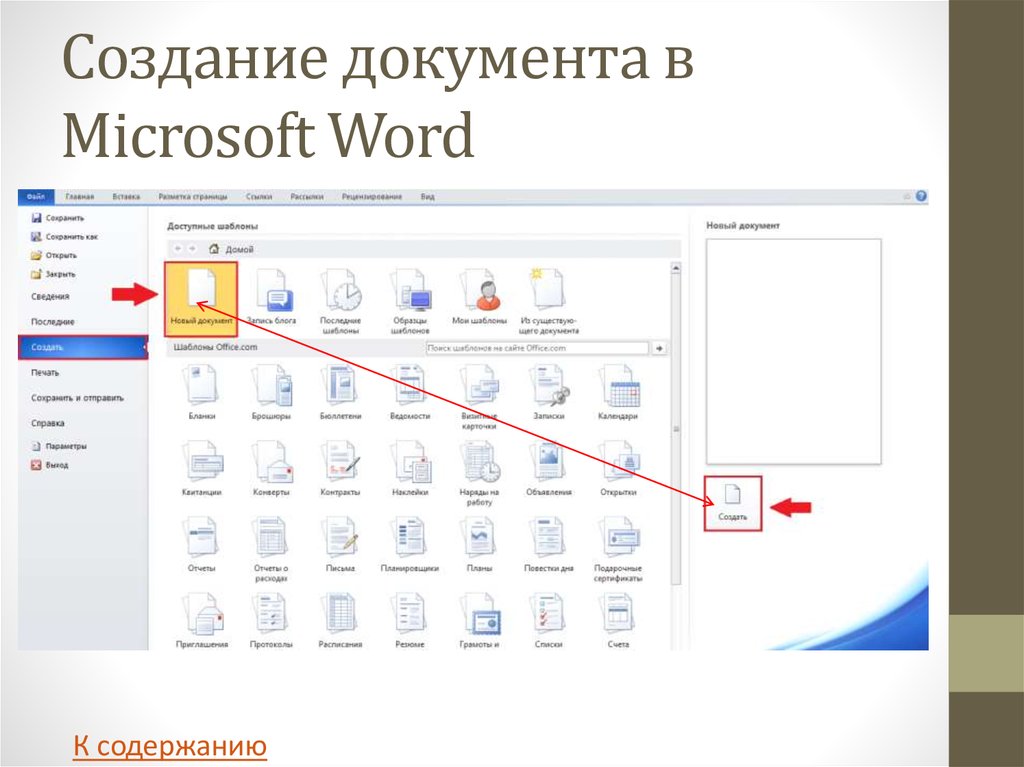 Создание документа в
Microsoft Word
Файл Главная Вставка Разметка страницы Ссылки Рассылки Рецензирование Вид
Сохранить
Сохранить как
Открыть
Закрыть
Сведения
Последние
Создать
Печать
Сохранить и отправить
Справка
Параметры
Выход
Доступные шаблоны
Домой
Новый документ Запись блога Последние шаблоны Образцы шаблонов Мои шаблоны Из существую-щего документа
Шаблоны Office.com Поиск шаблонов на сайте Office.com
Бланки Брошюры Бюллетени Ведомости Визитные карточки Записки Календари
Квитанции Конверты Контракты Наклейки Наряды на работу Объявления Открытки
Отчеты Отчеты о расходах Письма Планировщики Планы Повестки дня Подарочные сертификаты
Приглашения Протоколы Расписания Резюме Грамоты и Списки Счета
Новый документ
Создать
К содержанию